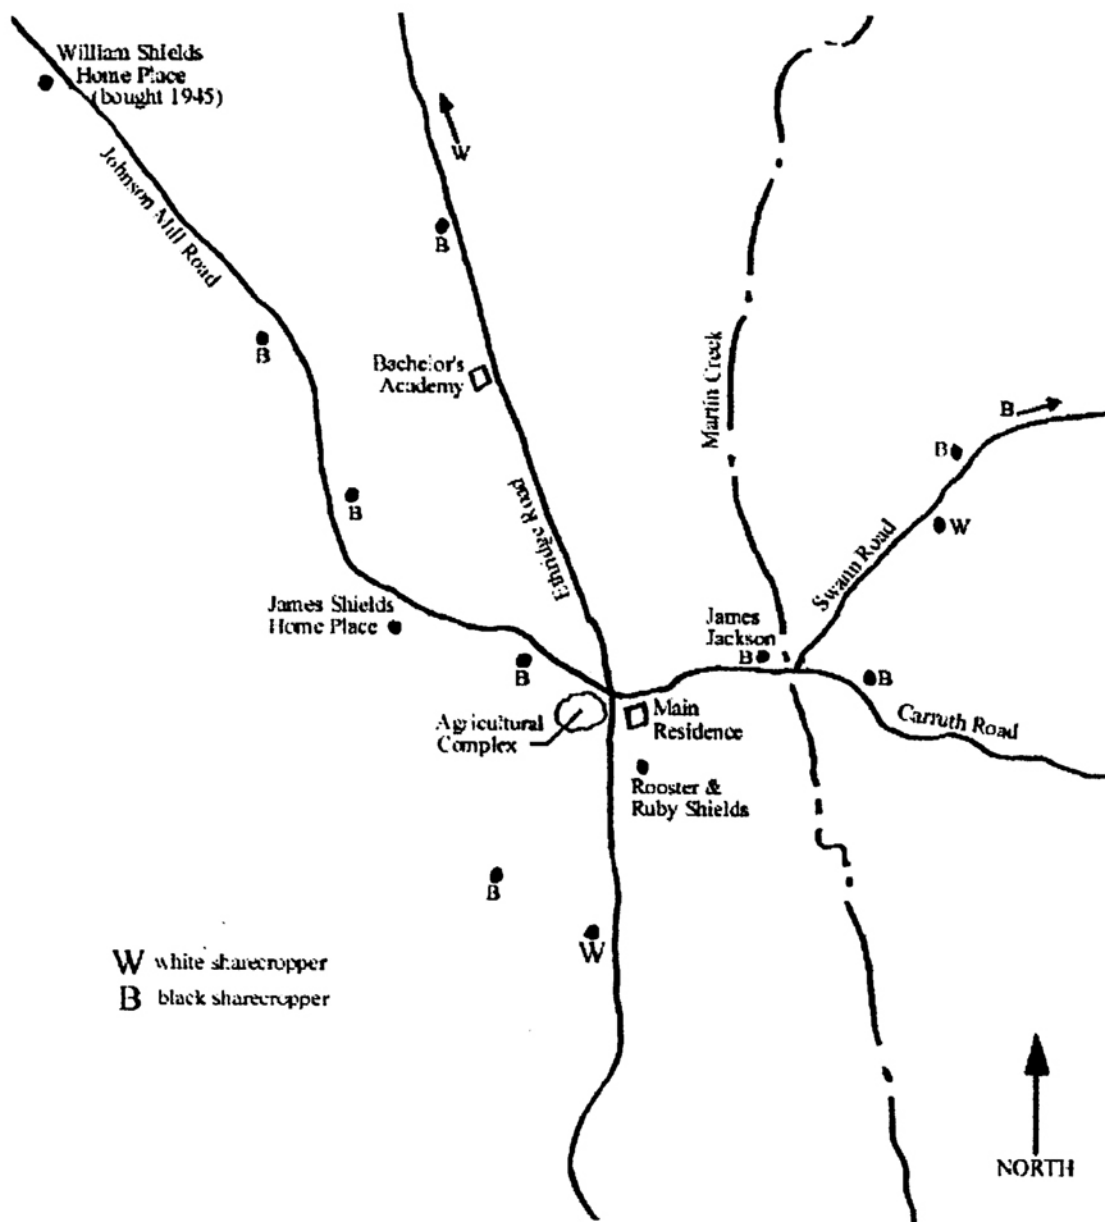 William Shields
Home Place
(bought 1945)
W
Johnson Mill Road
B
B
Bachelor's
Academy
Martin Creek
B
B
W
B
Ethridge Road
Swann Road
James Shields
Home Place
James
Jackson
B
B
B
Carruth Road
Agricultural
Complex
Main
Residence
Rooster &
Ruby Shields
B
W
W white sharecropper
B black sharecropper
NORTH